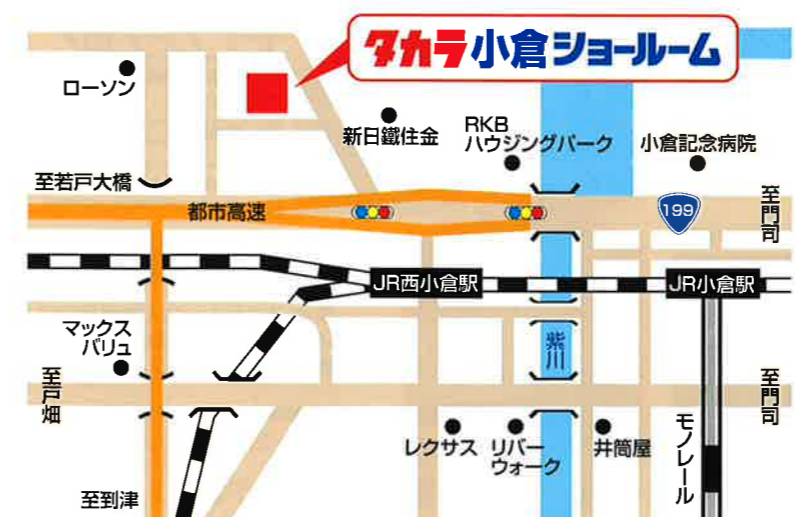 タカラ小倉ショールーム
ローソン
新日鐵住金
RKB
ハウジングパーク
小倉記念病院
至若戸大橋
都市高速
199
至門司
JR西小倉駅
JR小倉駅
マックス
バリュ
紫川
至戸畑
至門司
レクサス
リバー
ウォーク
井筒屋
モノレール
至到津